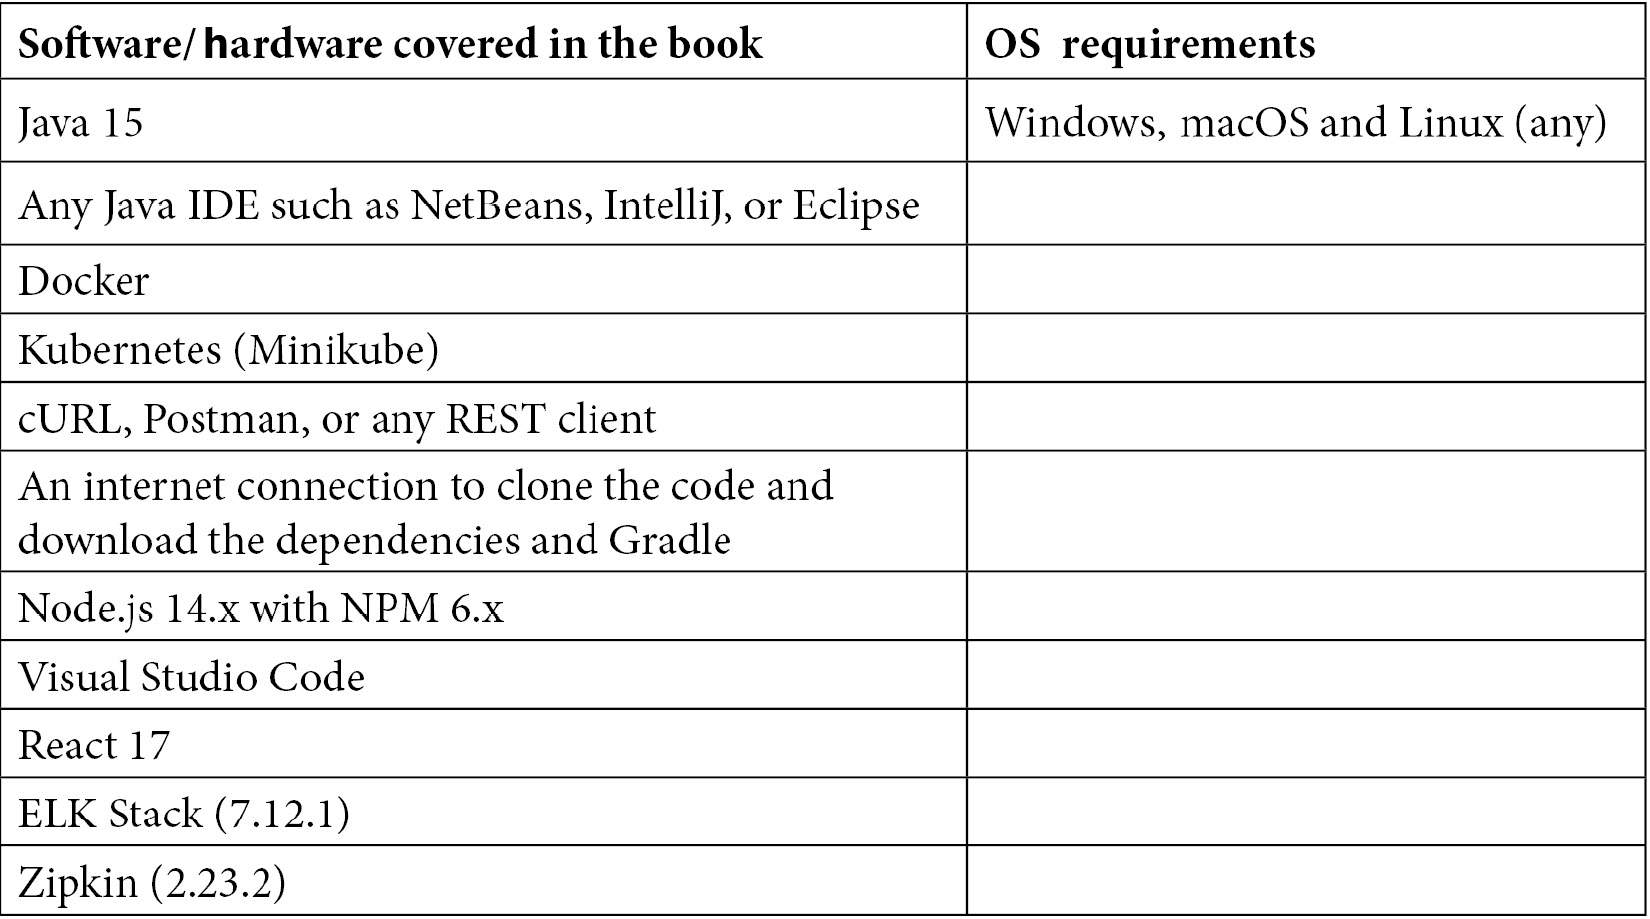 Software/ hardware covered in the book
OS requirements
Java 15
Windows, macOS and Linux (any)
Any Java IDE such as NetBeans, IntelliJ, or Eclipse
Docker
Kubernetes (Minikube)
cURL, Postman, or any REST client
An internet connection to clone the code and
download the dependencies and Gradle
Node.js 14.x with NPM 6.x
Visual Studio Code
React 17
ELK Stack (7.12.1)
Zipkin (2.23.2)